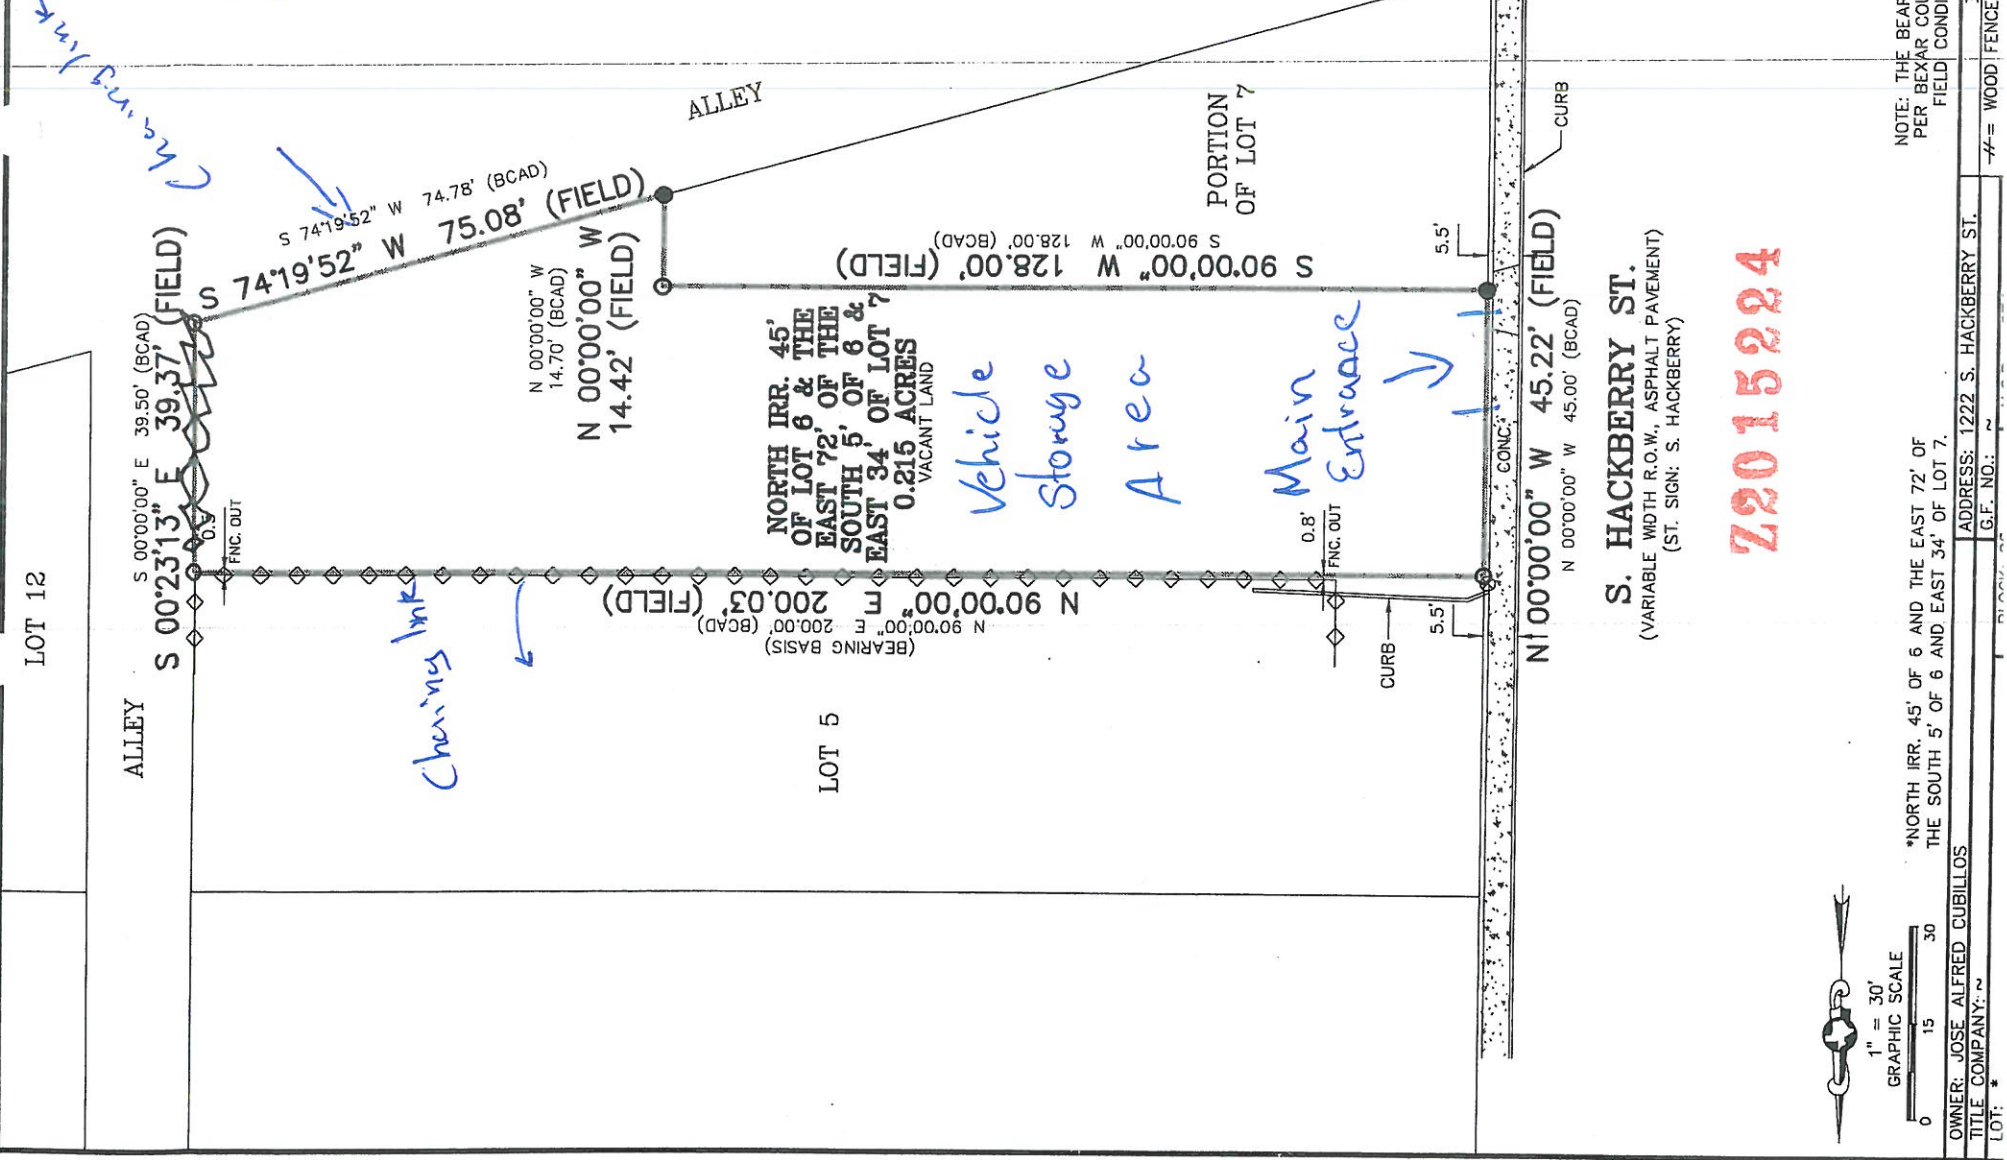 Chaining link
LOT 12
ALLEY
S 00°00'00" E 39.50' (BCAD)
S 00°23'13" E 39.37' (FIELD)
0.9'
FNC. OUT
S 74°19'52" W 74.78' (BCAD)
S 74°19'52" W 75.08' (FIELD)
ALLEY
N 00°00'00" W
14.70' (BCAD)
N 00°00'00" W
14.42' (FIELD)
PORTION
OF LOT 7
S 90°00'00" W 128.00' (BCAD)
S 90°00'00" W 128.00' (FIELD)
NORTH IRR. 45'
OF LOT 6 & THE
EAST 72' OF THE
SOUTH 5' OF 6 &
EAST 34' OF LOT 7
0.215 ACRES
VACANT LAND
Vehicle
Storage
Area
Main
Entrance
N 90°00'00" E 200.03' (FIELD)
N 90°00'00" E 200.00' (BCAD)
(BEARING BASIS)
Chaining link
LOT 5
0.8'
FNC. OUT
CURB
5.5'
5.5'
CONC.
CURB
N 00°00'00" W 45.22' (FIELD)
N 00°00'00" W 45.00' (BCAD)
S. HACKBERRY ST.
(VARIABLE WIDTH R.O.W., ASPHALT PAVEMENT)
(ST. SIGN: S. HACKBERRY)
Z2015224
1" = 30'
GRAPHIC SCALE
0 15 30
*NORTH IRR. 45' OF 6 AND THE EAST 72' OF
THE SOUTH 5' OF 6 AND EAST 34' OF LOT 7.
NOTE: THE BEAR
PER BEXAR COU
FIELD CONDI
OWNER: JOSE ALFRED CUBILLOS
ADDRESS: 1222 S. HACKBERRY ST.
TITLE COMPANY: ~
G.F. NO.: ~
-//-= WOOD FENCE
LOT: *